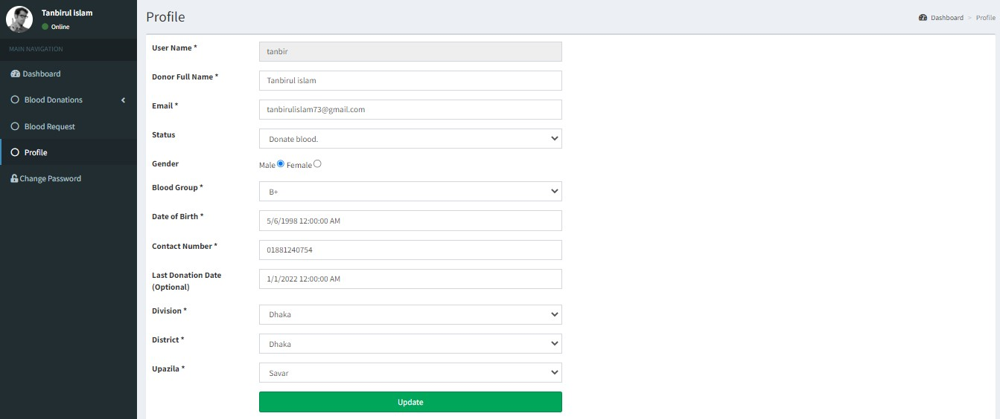 Tanbirul islam
Online
MAIN NAVIGATION
Dashboard
Blood Donations
Blood Request
Profile
Change Password
Profile
Dashboard > Profile
User Name *
tanbir
Donor Full Name *
Tanbirul islam
Email *
tanbirulislam73@gmail.com
Status
Donate blood.
Gender
Male Female
Blood Group *
B+
Date of Birth *
5/6/1998 12:00:00 AM
Contact Number *
01881240754
Last Donation Date
(Optional)
1/1/2022 12:00:00 AM
Division *
Dhaka
District *
Dhaka
Upazila *
Savar
Update